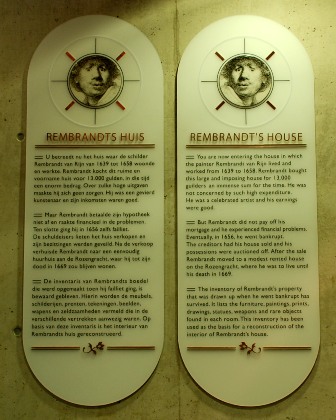 REMBRANDTS HUIS
U betreedt nu het huis waar de schilder
Rembrandt van Rijn van 1639 tot 1658 woonde
en werkte. Rembrandt kocht dit ruime en
voorname huis voor 13.000 gulden, in die tijd
een enorm bedrag. Over zulke hoge uitgaven
maakte hij zich geen zorgen. Hij was een gevierd
kunstenaar en zijn inkomsten waren goed.
Maar Rembrandt betaalde zijn hypotheek
niet af en raakte financieel in de problemen.
Ten slotte ging hij in 1656 zelfs failliet.
De schuldeisers lieten het huis verkopen en
zijn bezittingen werden geveild. Na de verkoop
verhuisde Rembrandt naar een eenvoudig
huurhuis aan de Rozengracht, waar hij tot zijn
dood in 1669 zou blijven wonen.
De inventaris van Rembrandts boedel
die werd opgemaakt toen hij failliet ging, is
bewaard gebleven. Hierin worden de meubels,
schilderijen, prenten, tekeningen, beelden,
wapens en zeldzaamheden vermeld die in de
verschillende vertrekken aanwezig waren. Op
basis van deze inventaris is het interieur van
Rembrandts huis gereconstrueerd.
REMBRANDT'S HOUSE
You are now entering the house in which
the painter Rembrandt van Rijn lived and
worked from 1639 to 1658. Rembrandt bought
this large and imposing house for 13.000
guilders an immense sum for the time. He was
not concerned by such high expenditure.
He was a celebrated artist and his earnings
were good.
But Rembrandt did not pay off his
mortgage and he experienced financial problems.
Eventually, in 1656, he went bankrupt.
The creditors had his house sold and his
possessions were auctioned off. After the sale
Rembrandt moved to a modest rented house
on the Rozengracht, where he was to live until
his death in 1669.
The inventory of Rembrandt's property
that was drawn up when he went bankrupt has
survived. It lists the furniture, paintings, prints,
drawings, statues, weapons and rare objects
found in each room. This inventory has been
used as the basis for a reconstruction of the
interior of Rembrandt's house.